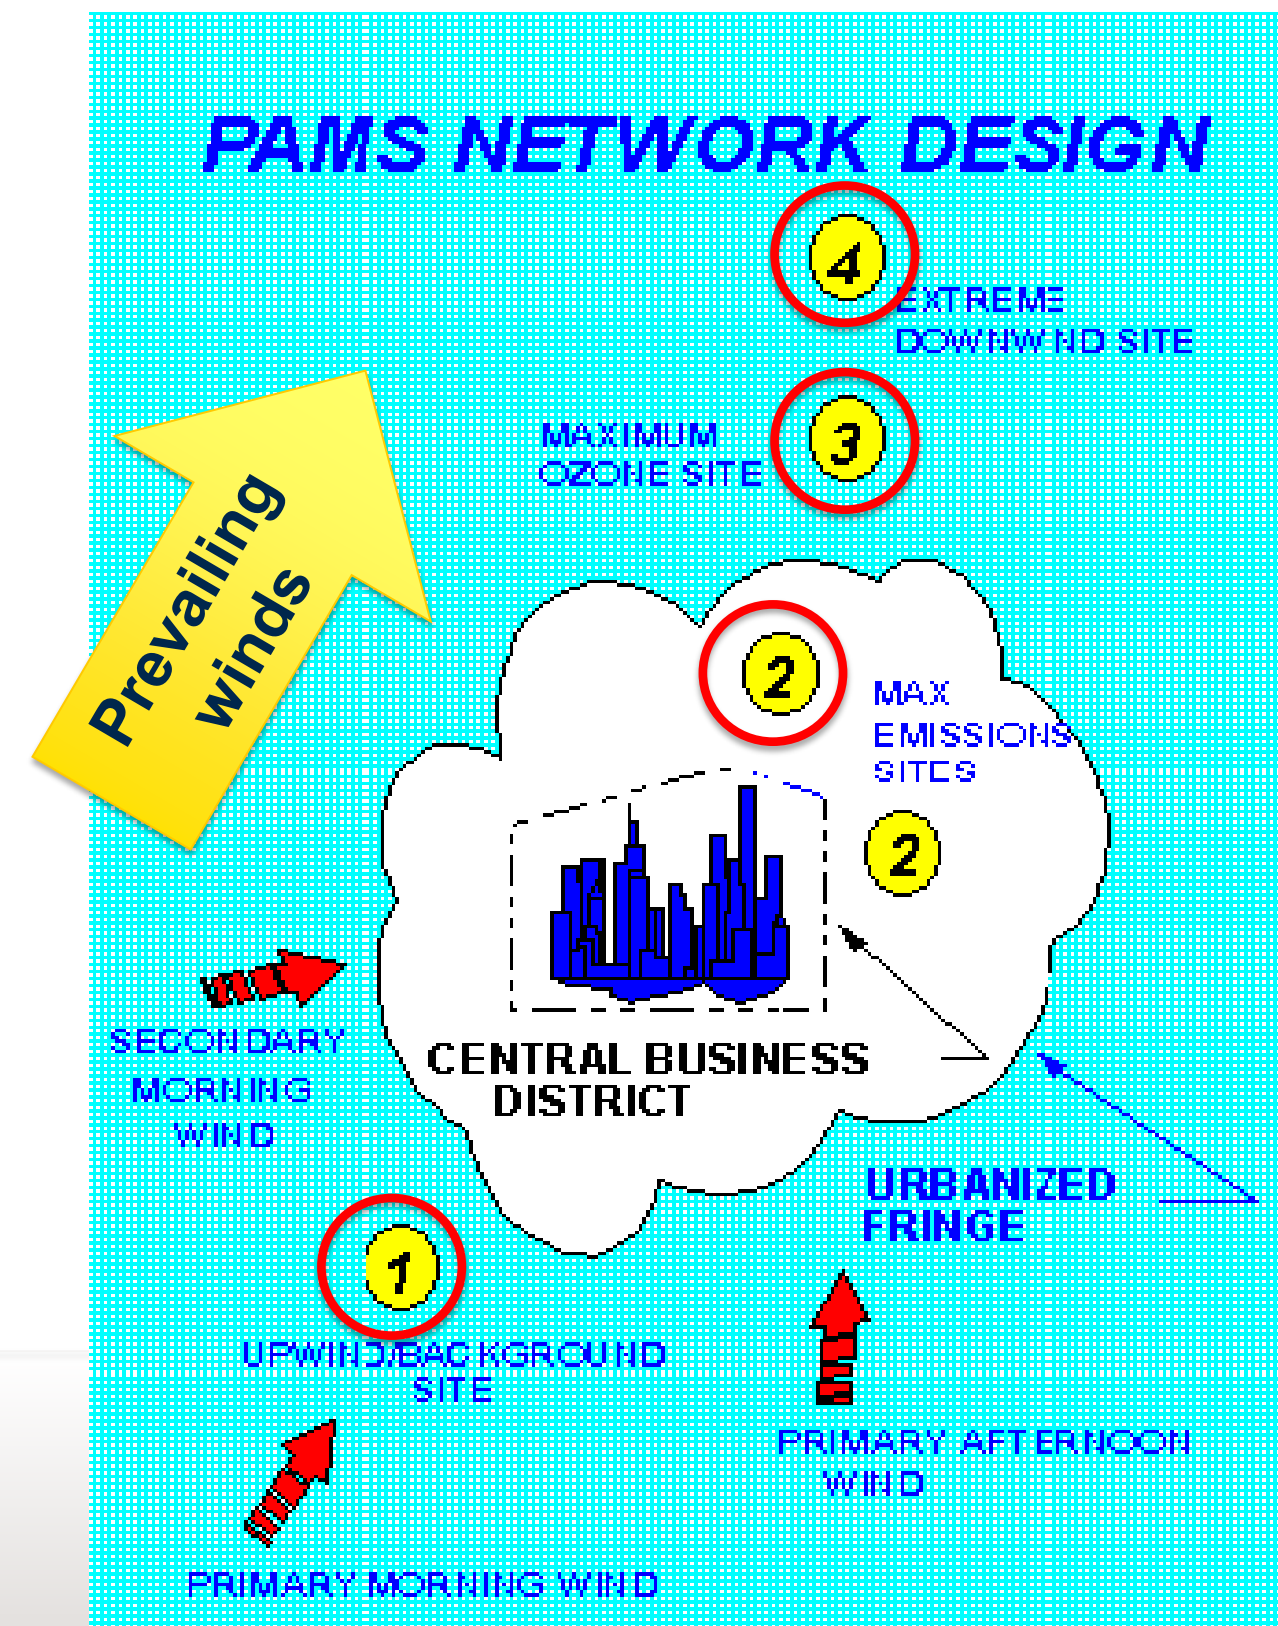 PAMS NETWORK DESIGN
4
EXTREME
DOWNWIND SITE
MAXIMUM
OZONE SITE
3
Prevailing
winds
2
MAX
EMISSIONS
SITES
2
SECONDARY
MORNING
WIND
CENTRAL BUSINESS
DISTRICT
URBANIZED
FRINGE
1
UPWIND/BACKGROUND
SITE
PRIMARY AFTERNOON
WIND
PRIMARY MORNING WIND